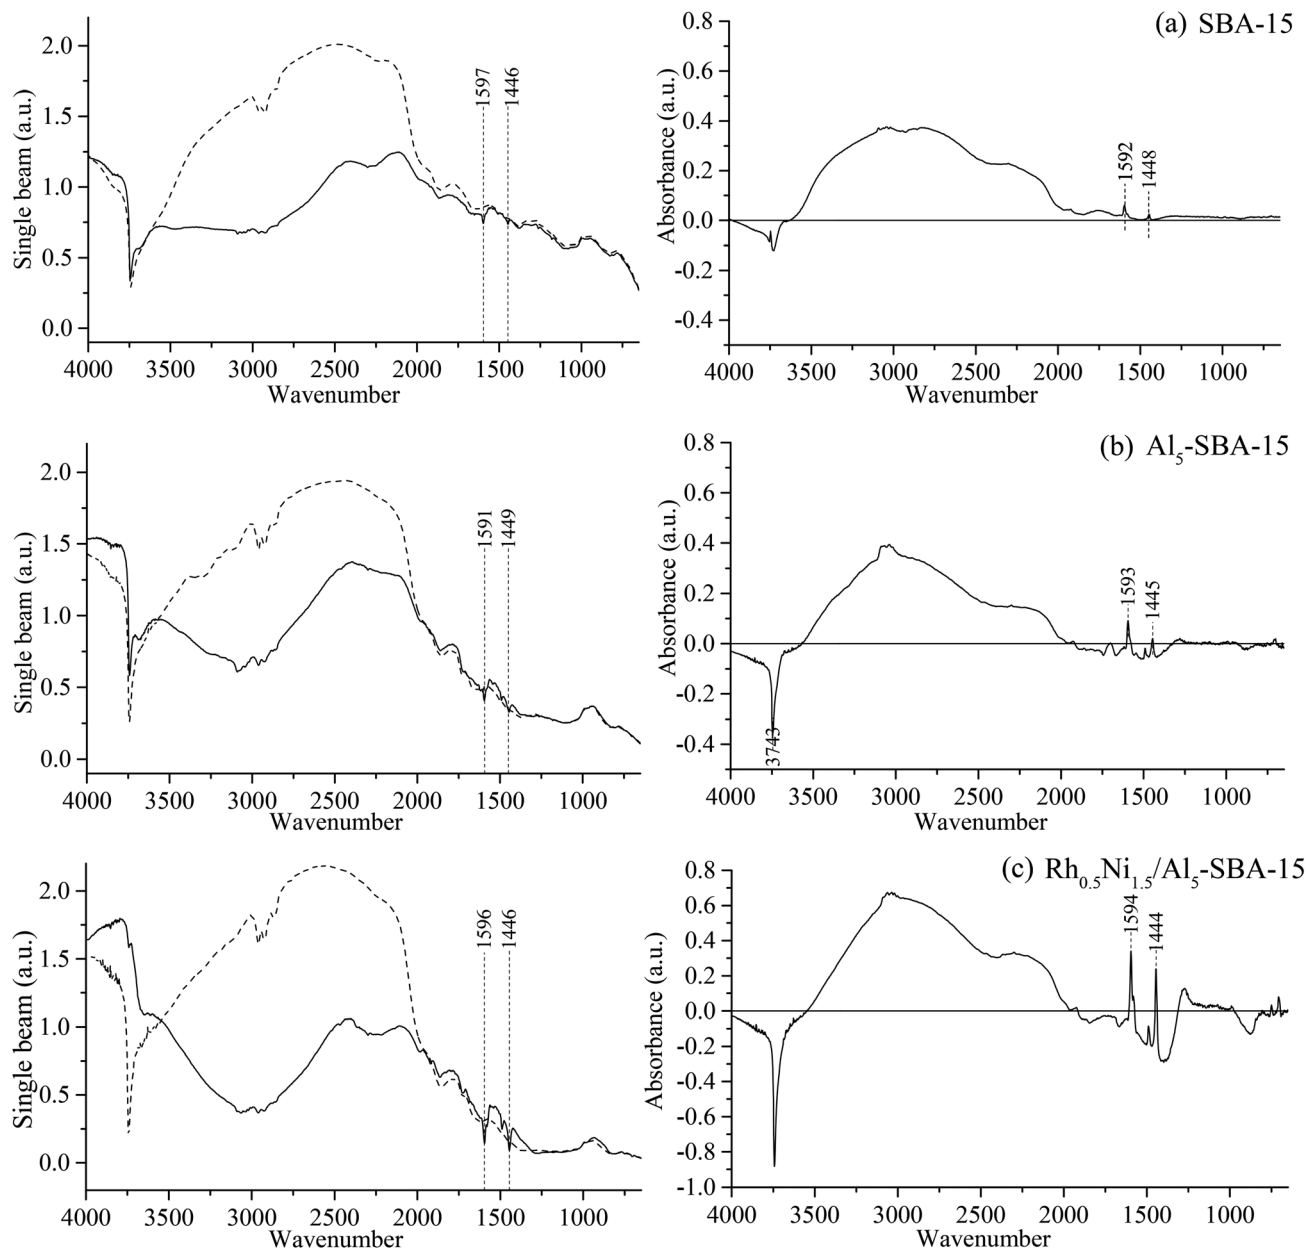 (a) SBA-15
2.0
1.5
1.0
0.5
0.0
Single beam (a.u.)
1597
1446
4000 3500 3000 2500 2000 1500 1000
Wavenumber
0.8
0.6
0.4
0.2
0.0
-0.2
-0.4
Absorbance (a.u.)
1592
1448
4000 3500 3000 2500 2000 1500 1000
Wavenumber
(b) Al5-SBA-15
2.0
1.5
1.0
0.5
0.0
Single beam (a.u.)
1591
1449
4000 3500 3000 2500 2000 1500 1000
Wavenumber
0.8
0.6
0.4
0.2
0.0
-0.2
-0.4
Absorbance (a.u.)
3743
1593
1445
4000 3500 3000 2500 2000 1500 1000
Wavenumber
(c) Rh0.5Ni1.5/Al5-SBA-15
2.0
1.5
1.0
0.5
0.0
Single beam (a.u.)
1596
1446
4000 3500 3000 2500 2000 1500 1000
Wavenumber
0.8
0.6
0.4
0.2
0.0
-0.2
-0.4
-0.6
-0.8
-1.0
Absorbance (a.u.)
1594
1444
4000 3500 3000 2500 2000 1500 1000
Wavenumber